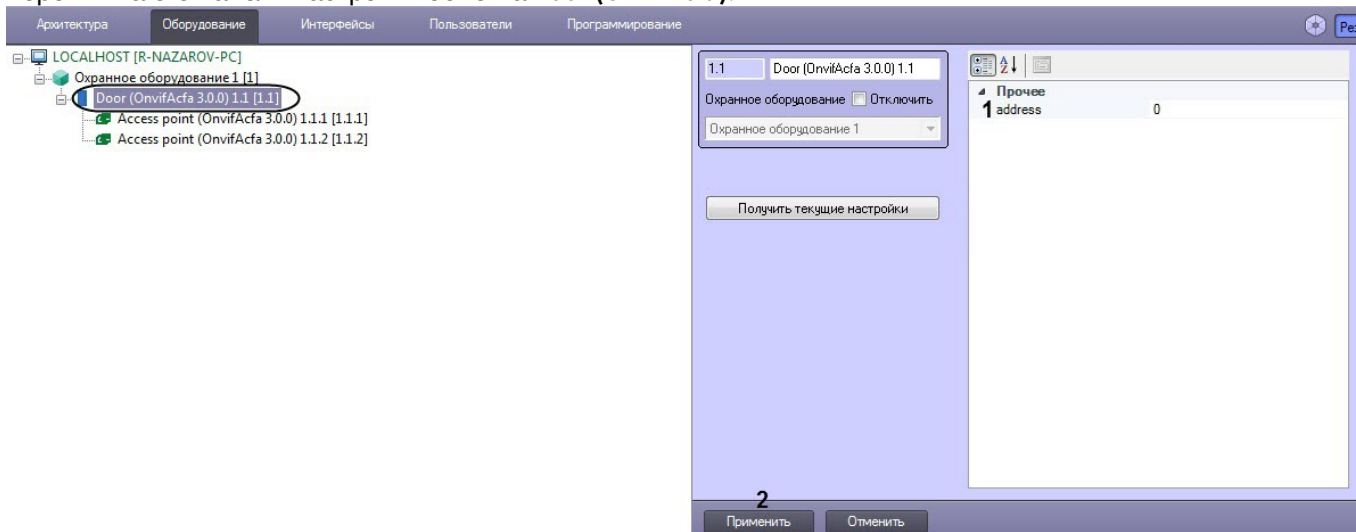 Архитектура Оборудование Интерфейсы Пользователи Программирование
LOCALHOST [R-NAZAROV-PC]
Охранное оборудование 1 [1]
Door (OnvifAcfa 3.0.0) 1.1 [1.1]
Access point (OnvifAcfa 3.0.0) 1.1.1 [1.1.1]
Access point (OnvifAcfa 3.0.0) 1.1.2 [1.1.2]
1.1 Door (OnvifAcfa 3.0.0) 1.1
Охранное оборудование Отключить
Охранное оборудование 1
Получить текущие настройки
Прочее
1 address 0
2
Применить Отменить